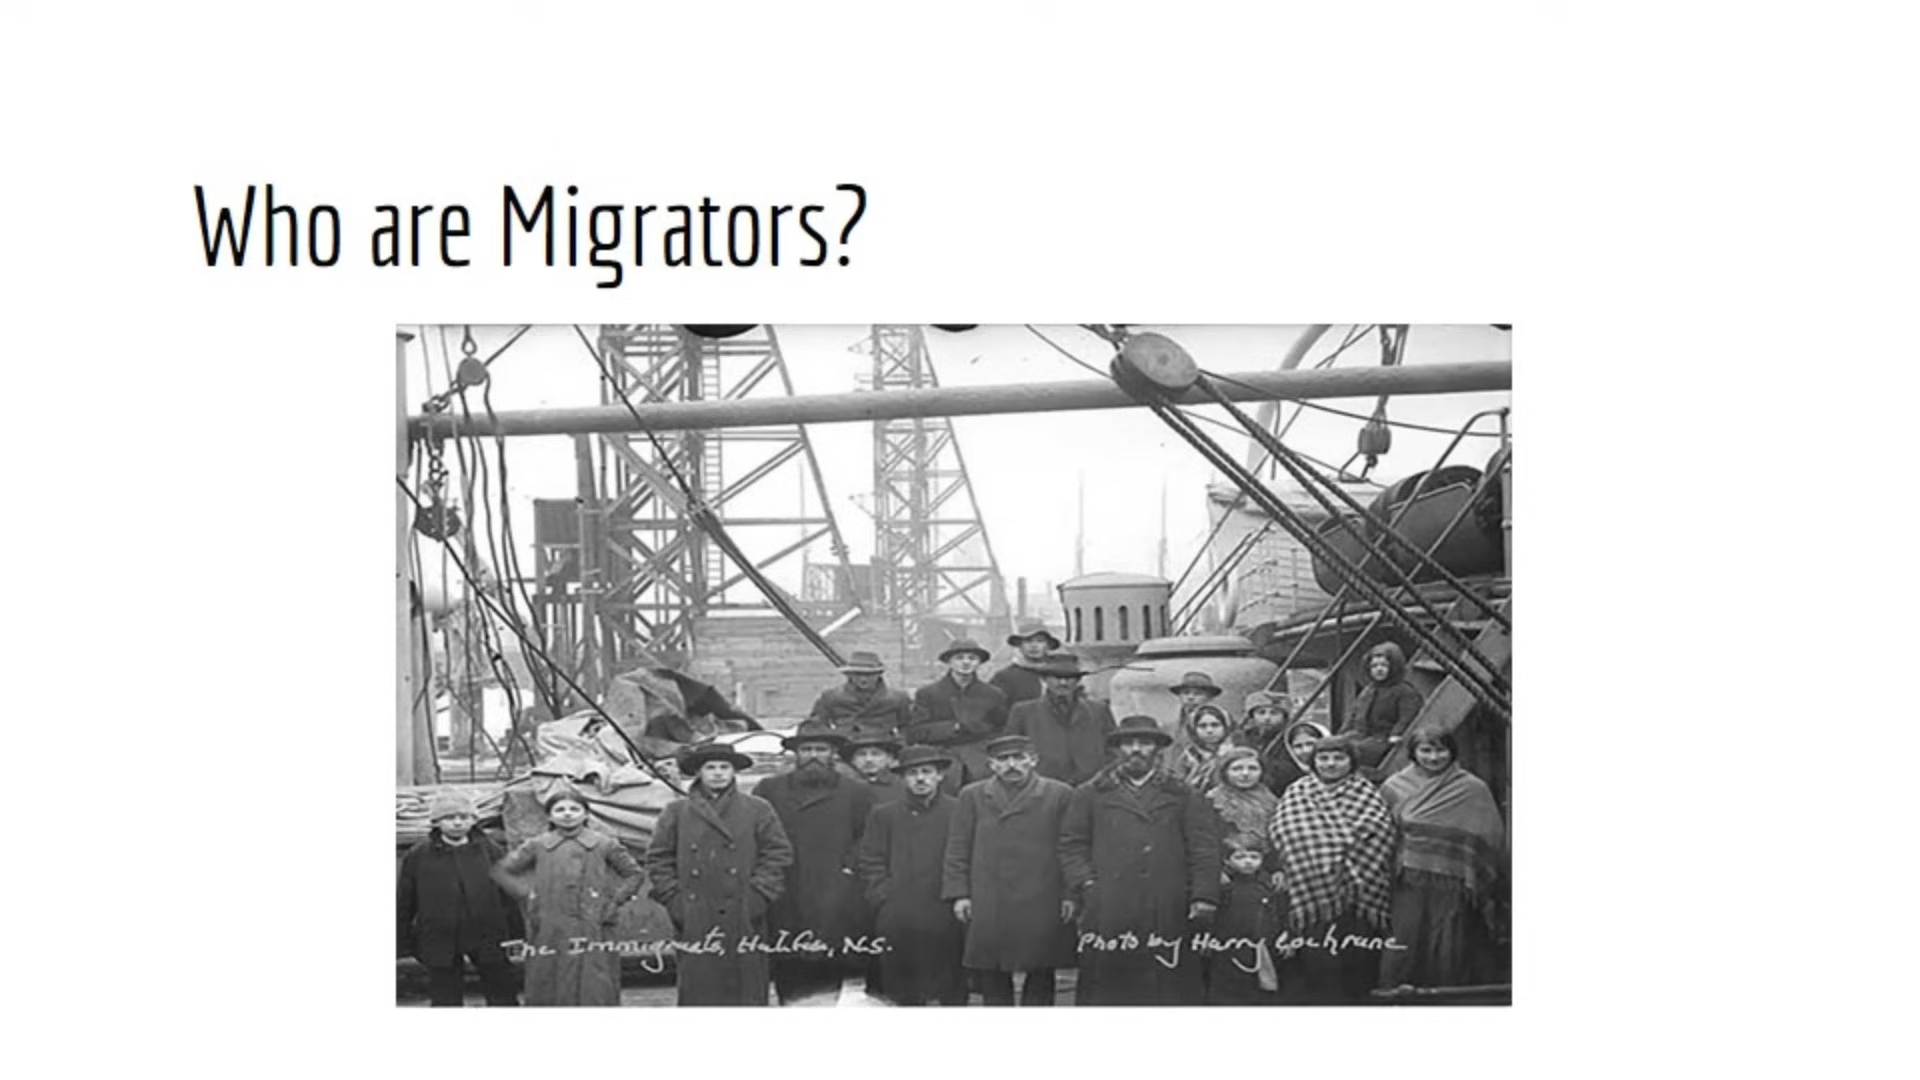 Who are Migrators?
The Immigrants, Halifax, N.S.
Photo by Harry Cochrane